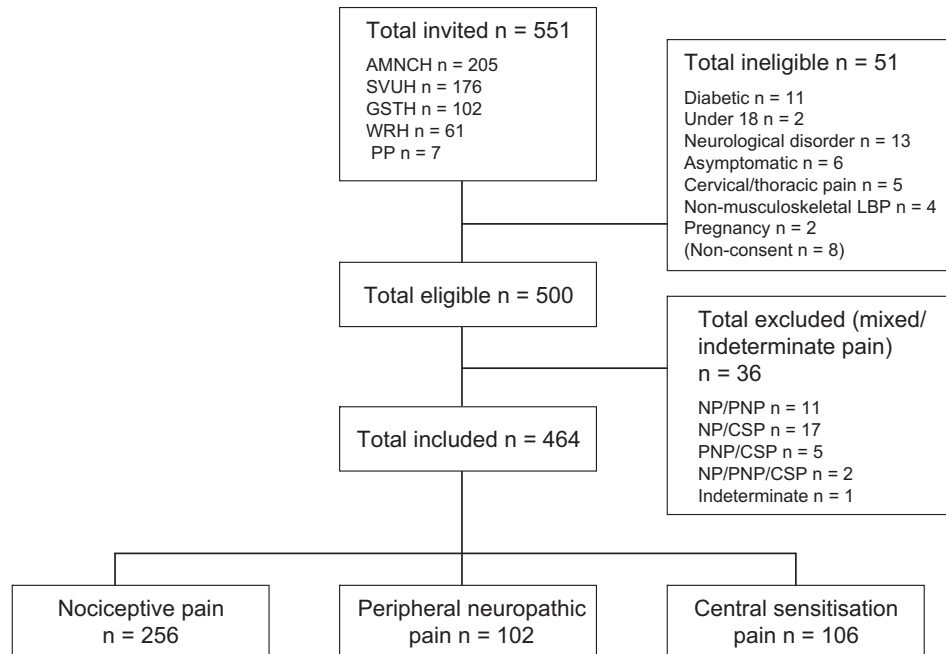 Total invited n = 551
AMNCH n = 205
SVUH n = 176
GSTH n = 102
WRH n = 61
PP n = 7
Total ineligible n = 51
Diabetic n = 11
Under 18 n = 2
Neurological disorder n = 13
Asymptomatic n = 6
Cervical/thoracic pain n = 5
Non-musculoskeletal LBP n = 4
Pregnancy n = 2
(Non-consent n = 8)
Total eligible n = 500
Total excluded (mixed/
indeterminate pain)
n = 36
NP/PNP n = 11
NP/CSP n = 17
PNP/CSP n = 5
NP/PNP/CSP n = 2
Indeterminate n = 1
Total included n = 464
Nociceptive pain
n = 256
Peripheral neuropathic
pain n = 102
Central sensitisation
pain n = 106